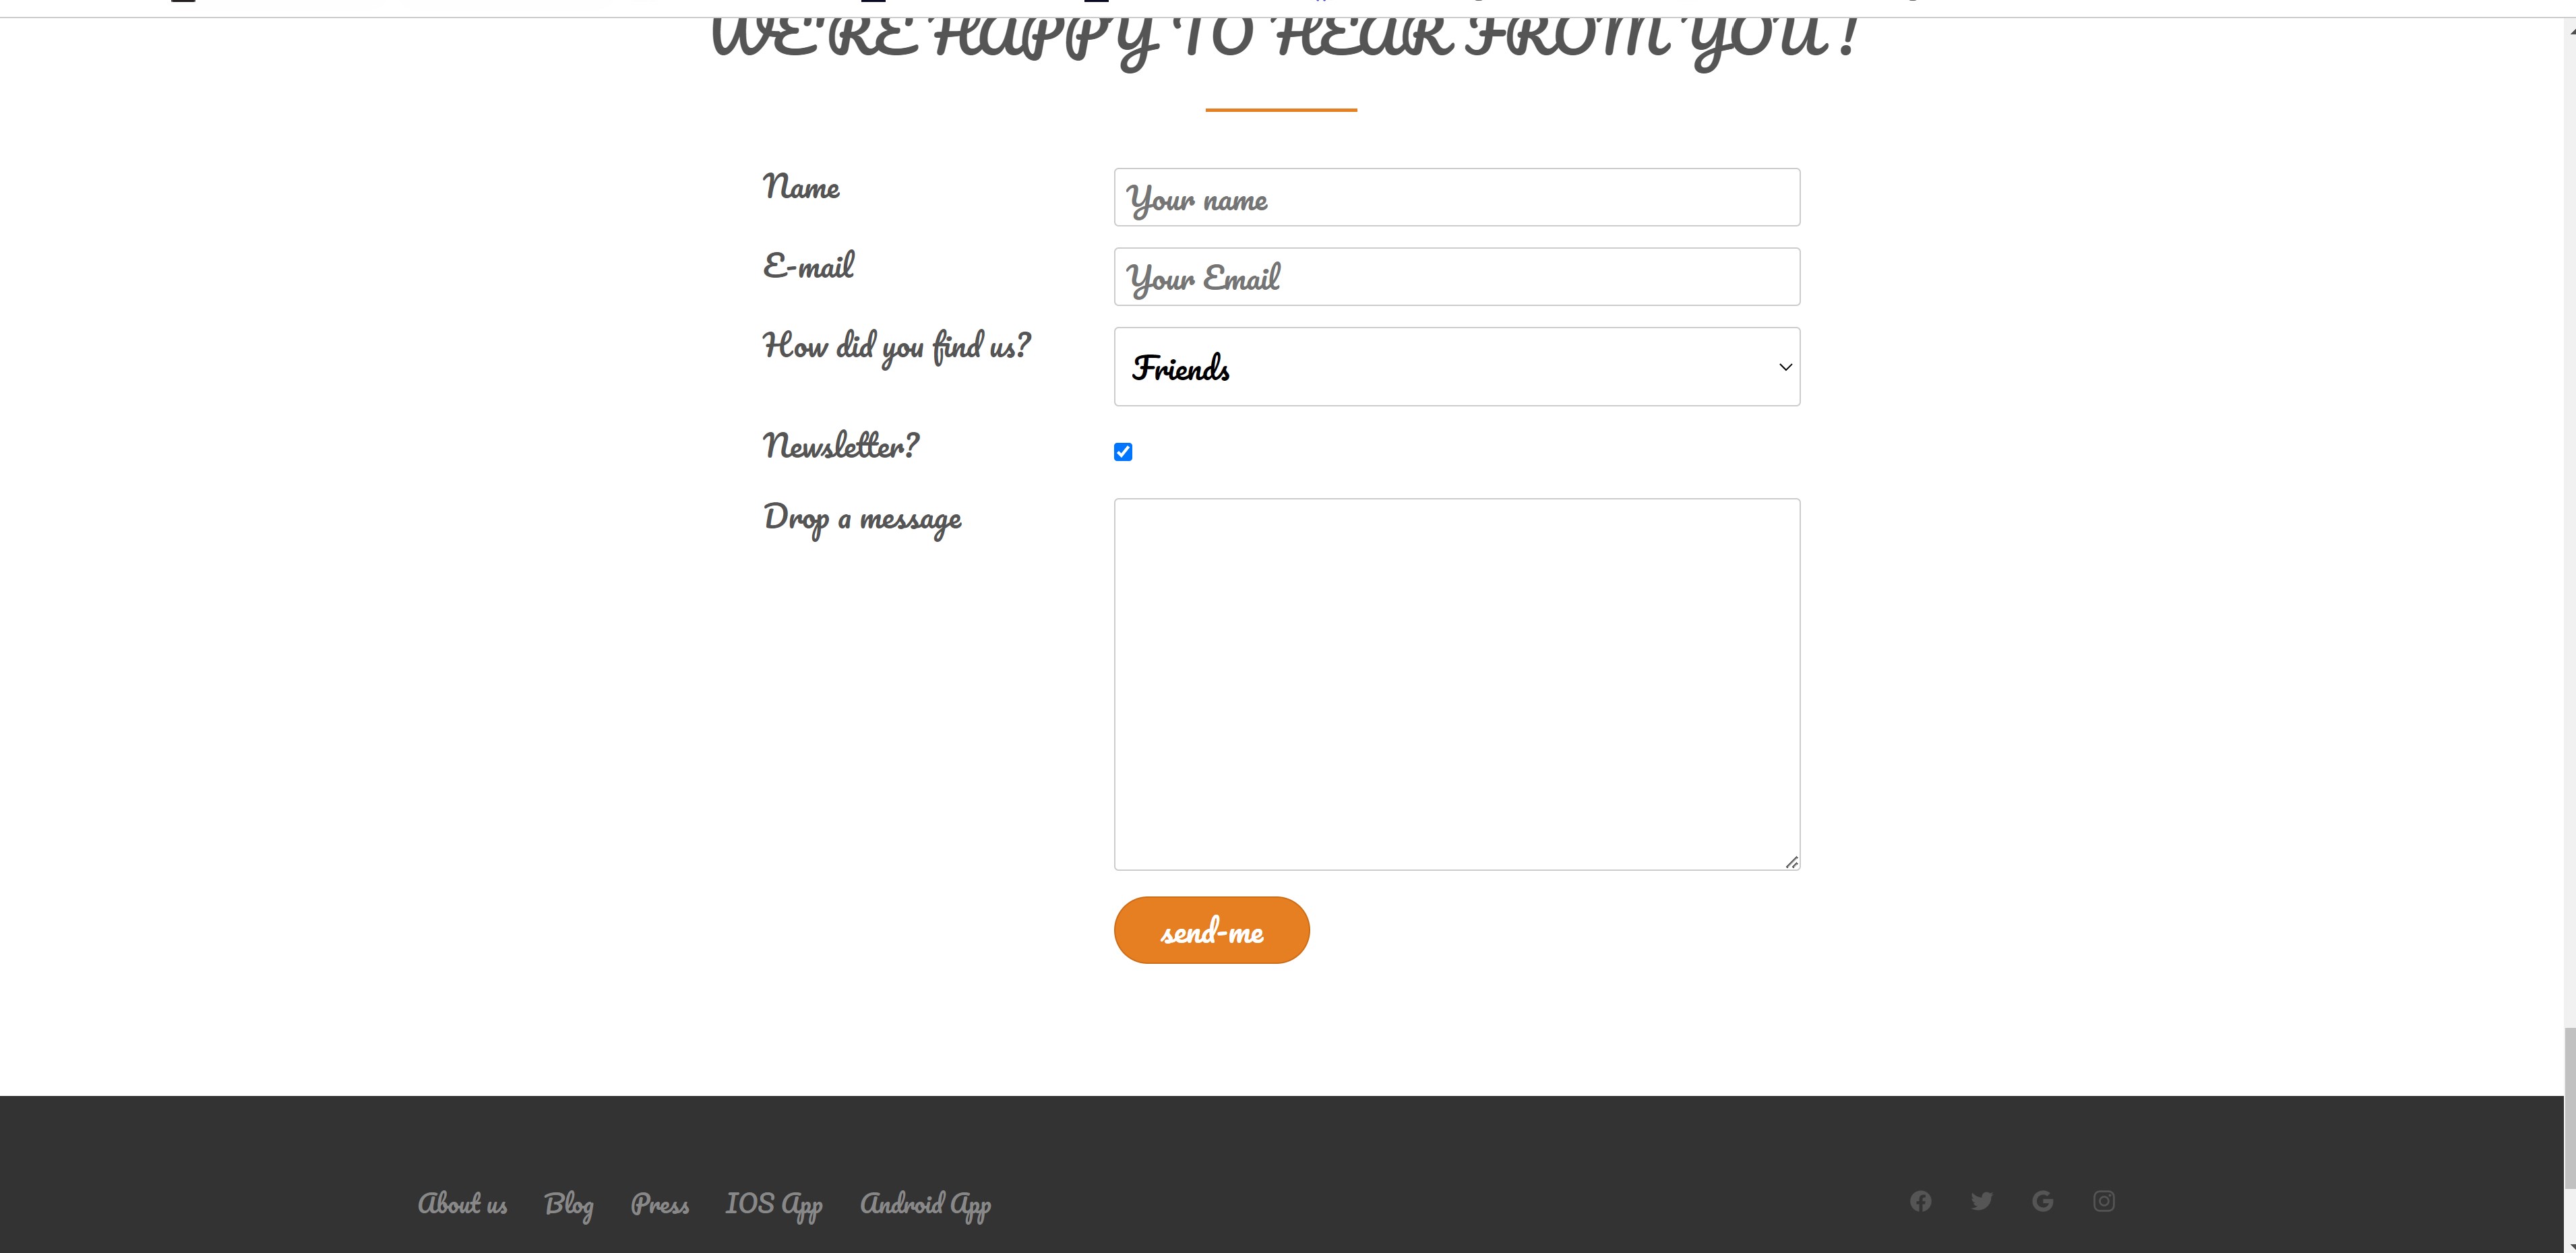 WE'RE HAPPY TO HEAR FROM YOU!
Name
Your name
E-mail
Your Email
How did you find us?
Friends
Newsletter?
Drop a message
send-me
About us Blog Press IOS App Android App